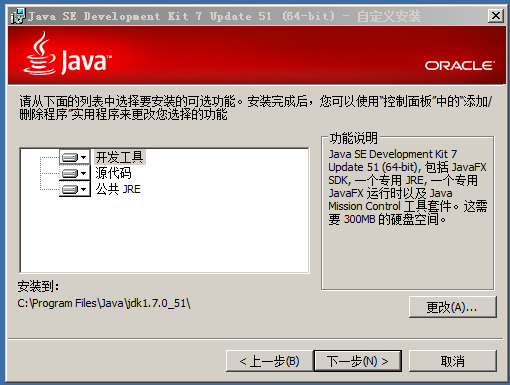 Java SE Development Kit 7 Update 51 (64-bit) - 自定义安装
Java™
ORACLE
请从下面的列表中选择要安装的可选功能。安装完成后，您可以使用“控制面板”中的“添加/
删除程序”实用程序来更改您选择的功能
开发工具
源代码
公共 JRE
功能说明
Java SE Development Kit 7
Update 51 (64-bit), 包括 JavaFX
SDK, 一个专用 JRE, 一个专用
JavaFX 运行时以及 Java
Mission Control 工具套件。这需
要 300MB 的硬盘空间。
安装到:
C:\Program Files\Java\jdk1.7.0_51\
更改(A)...
< 上一步(B)
下一步(N) >
取消